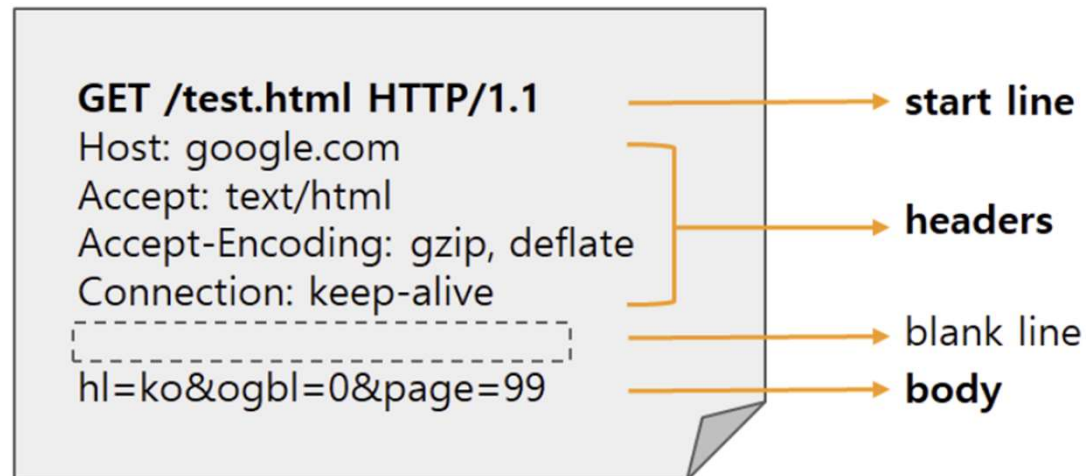 GET /test.html HTTP/1.1
Host: google.com
Accept: text/html
Accept-Encoding: gzip, deflate
Connection: keep-alive
hl=ko&ogbl=0&page=99
start line
headers
blank line
body